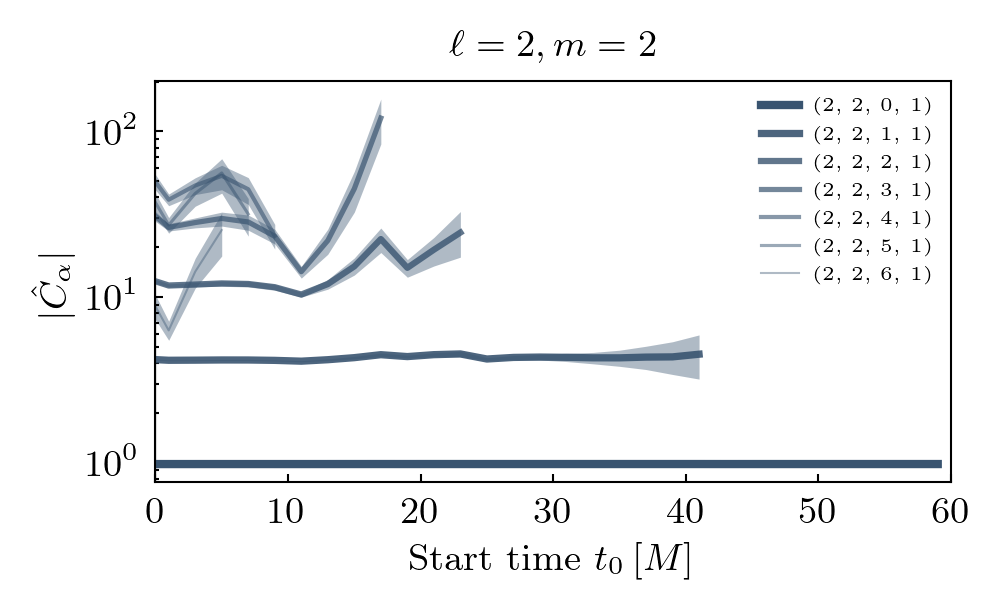 ℓ = 2, m = 2
|Ĉ_α|
10²
10¹
10⁰
(2, 2, 0, 1)
(2, 2, 1, 1)
(2, 2, 2, 1)
(2, 2, 3, 1)
(2, 2, 4, 1)
(2, 2, 5, 1)
(2, 2, 6, 1)
0 10 20 30 40 50 60
Start time t₀ [M]